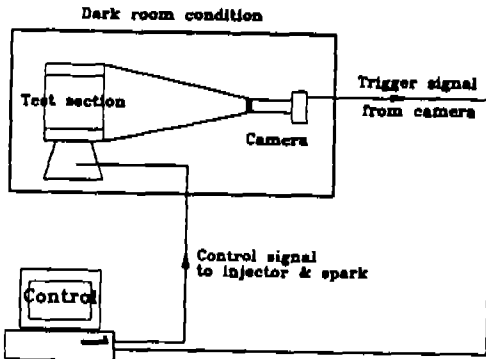 Dark room condition
Test section
Camera
Trigger signal
from camera
Control signal
to injector & spark
Control